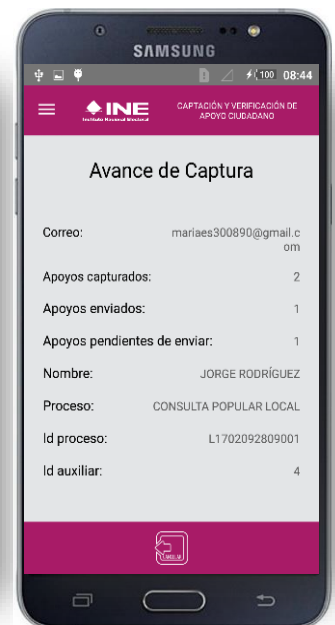 SAMSUNG
100 08:44
INE
Instituto Nacional Electoral
CAPTACIÓN Y VERIFICACIÓN DE
APOYO CIUDADANO
Avance de Captura
Correo: mariaes300890@gmail.c
om
Apoyos capturados: 2
Apoyos enviados: 1
Apoyos pendientes de enviar: 1
Nombre: JORGE RODRÍGUEZ
Proceso: CONSULTA POPULAR LOCAL
Id proceso: L1702092809001
Id auxiliar: 4
CANCELAR